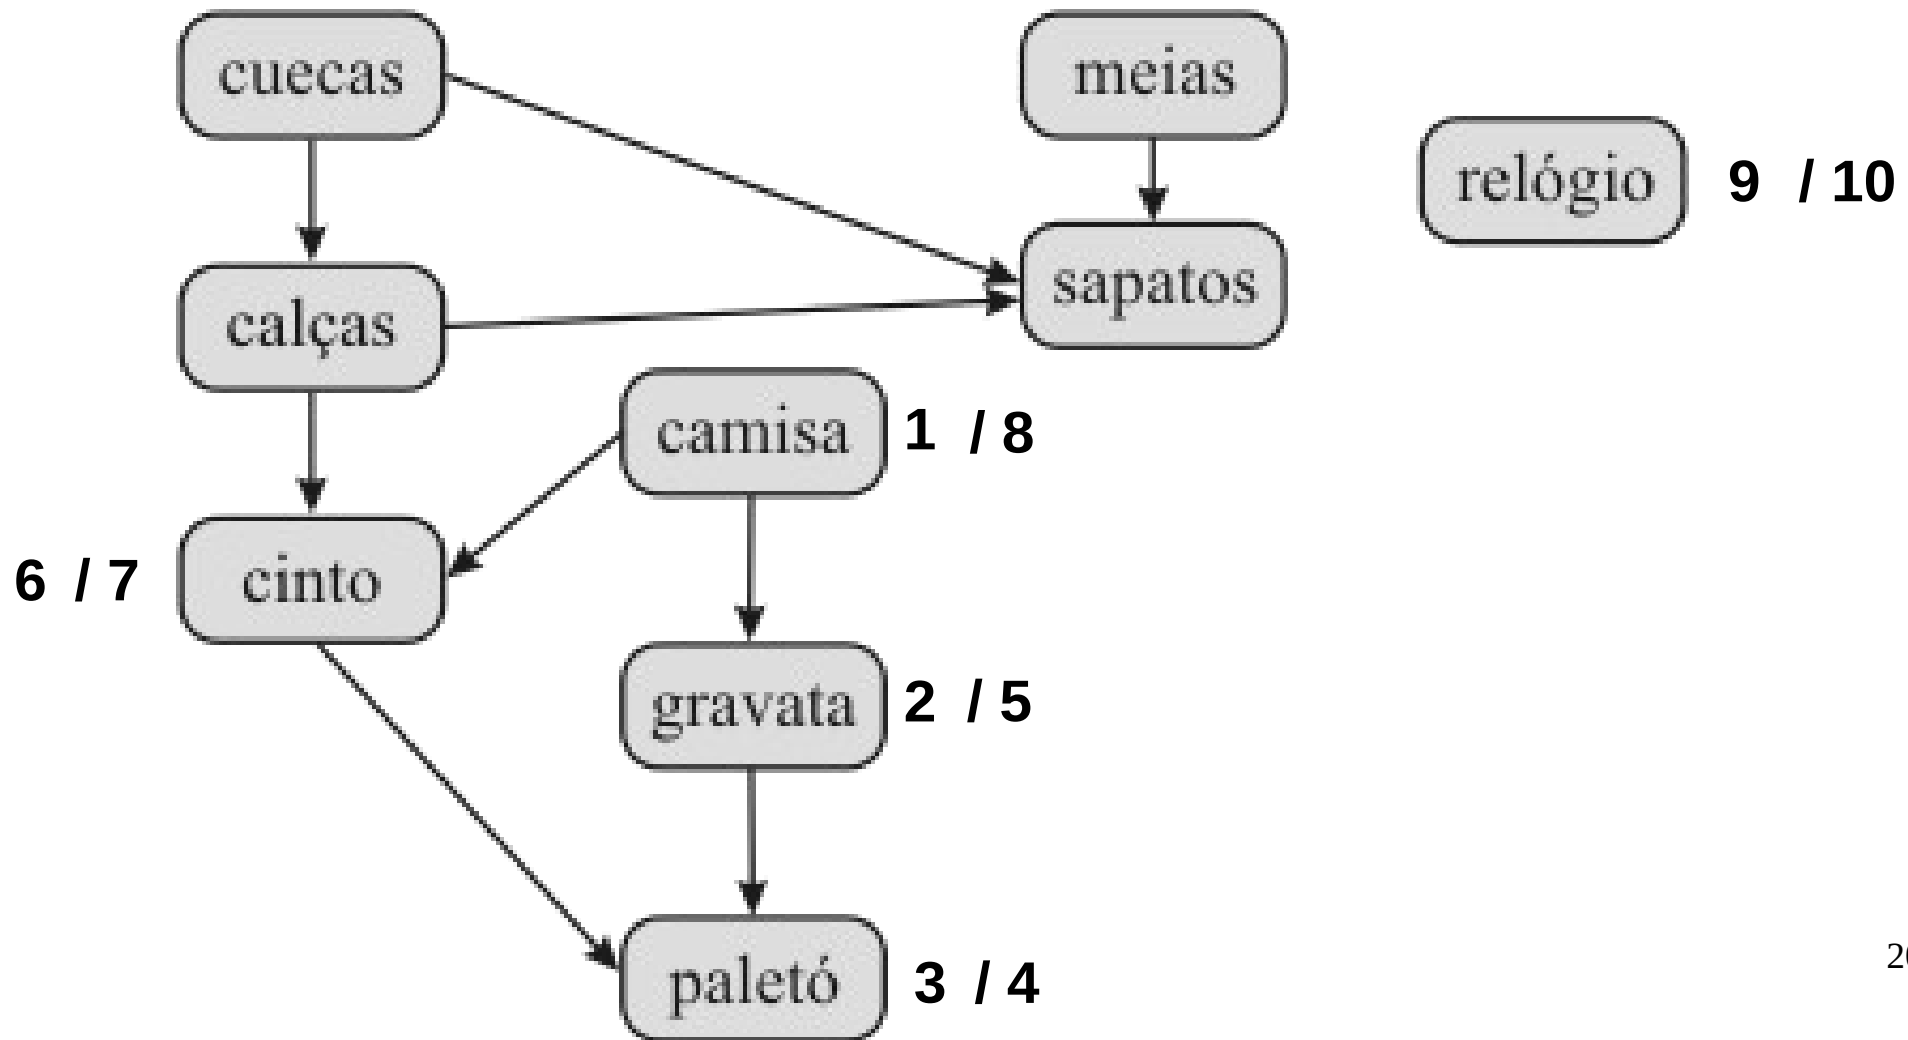 cuecas
meias
relógio 9 / 10
sapatos
calças
camisa 1 / 8
6 / 7 cinto
gravata 2 / 5
paletó 3 / 4